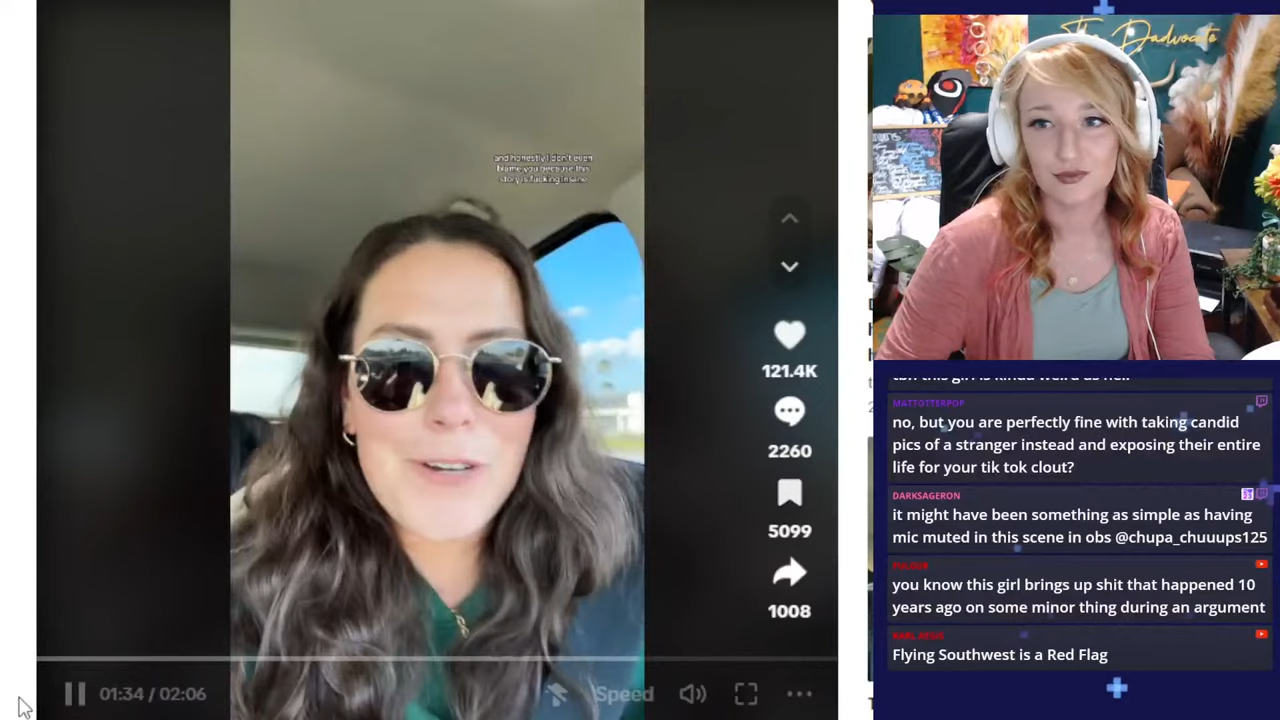 and honestly I don't even
blame you because this
story is fucking insane
121.4K
2260
5099
1008
01:34 / 02:06
Speed
The Dadvocate
MATTOTTERPOP
no, but you are perfectly fine with taking candid
pics of a stranger instead and exposing their entire
life for your tik tok clout?
DARKSAGERON
it might have been something as simple as having
mic muted in this scene in obs @chupa_chuuups125
you know this girl brings up shit that happened 10
years ago on some minor thing during an argument
KARL AEGIS
Flying Southwest is a Red Flag